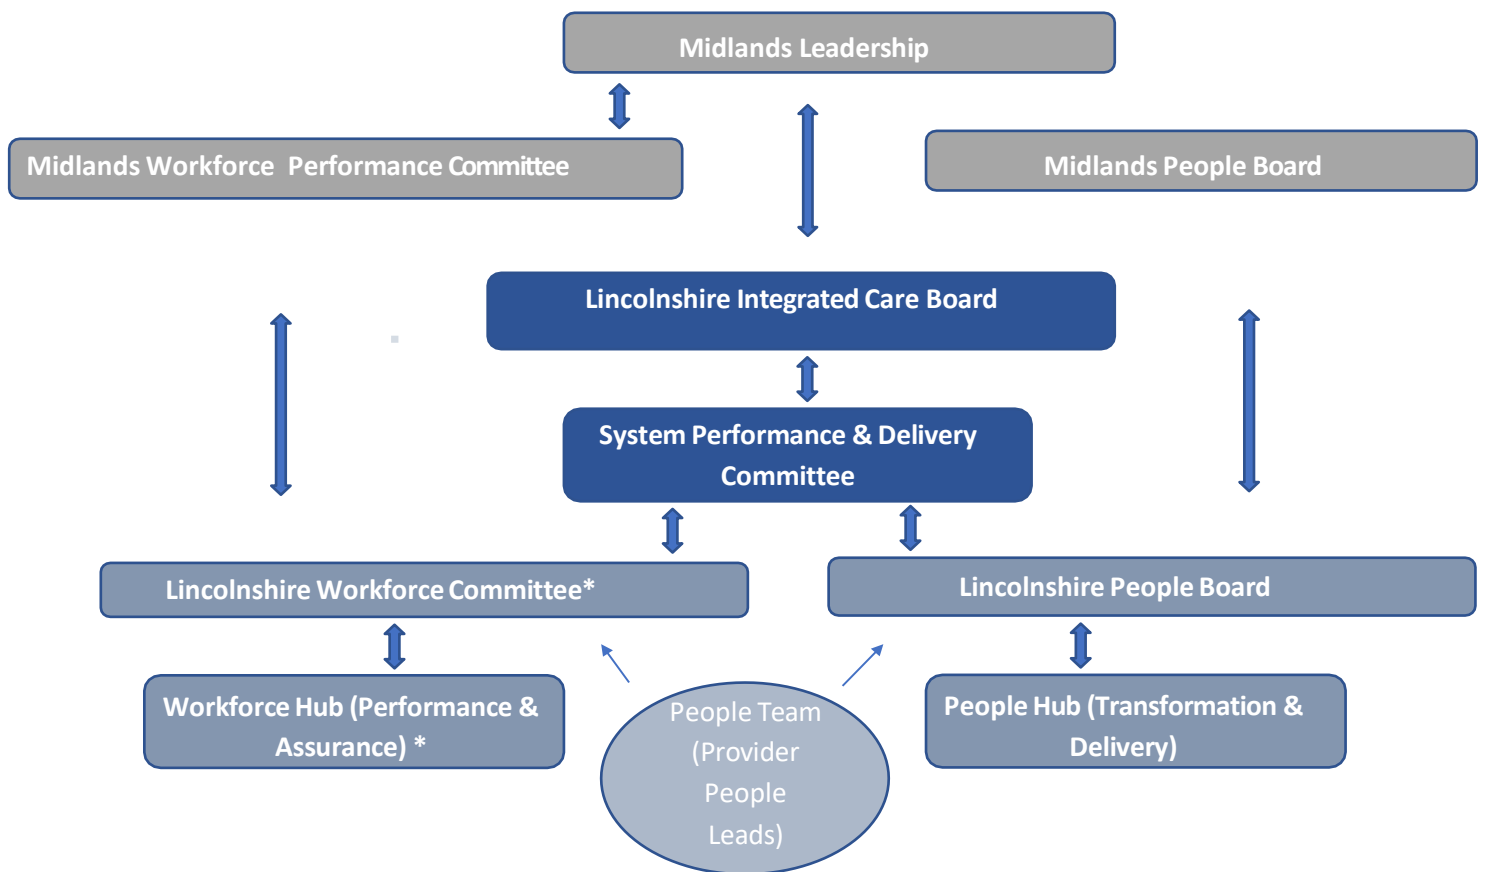 Midlands Leadership
Midlands Workforce Performance Committee
Midlands People Board
Lincolnshire Integrated Care Board
System Performance & Delivery
Committee
Lincolnshire Workforce Committee*
Lincolnshire People Board
Workforce Hub (Performance &
Assurance) *
People Team
(Provider
People
Leads)
People Hub (Transformation &
Delivery)